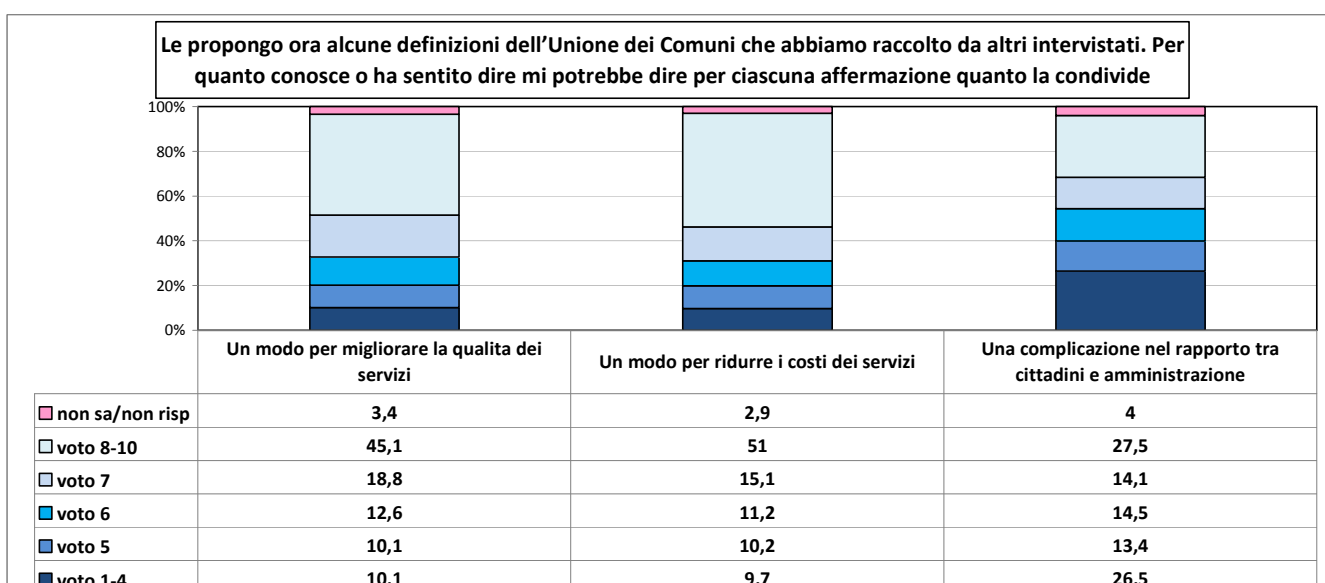 Le propongo ora alcune definizioni dell’Unione dei Comuni che abbiamo raccolto da altri intervistati. Per
quanto conosce o ha sentito dire mi potrebbe dire per ciascuna affermazione quanto la condivide
100%
80%
60%
40%
20%
0%
Un modo per migliorare la qualita dei
servizi
Un modo per ridurre i costi dei servizi
Una complicazione nel rapporto tra
cittadini e amministrazione
non sa/non risp 3,4 2,9 4
voto 8-10 45,1 51 27,5
voto 7 18,8 15,1 14,1
voto 6 12,6 11,2 14,5
voto 5 10,1 10,2 13,4
voto 1-4 10,1 9,7 26,5